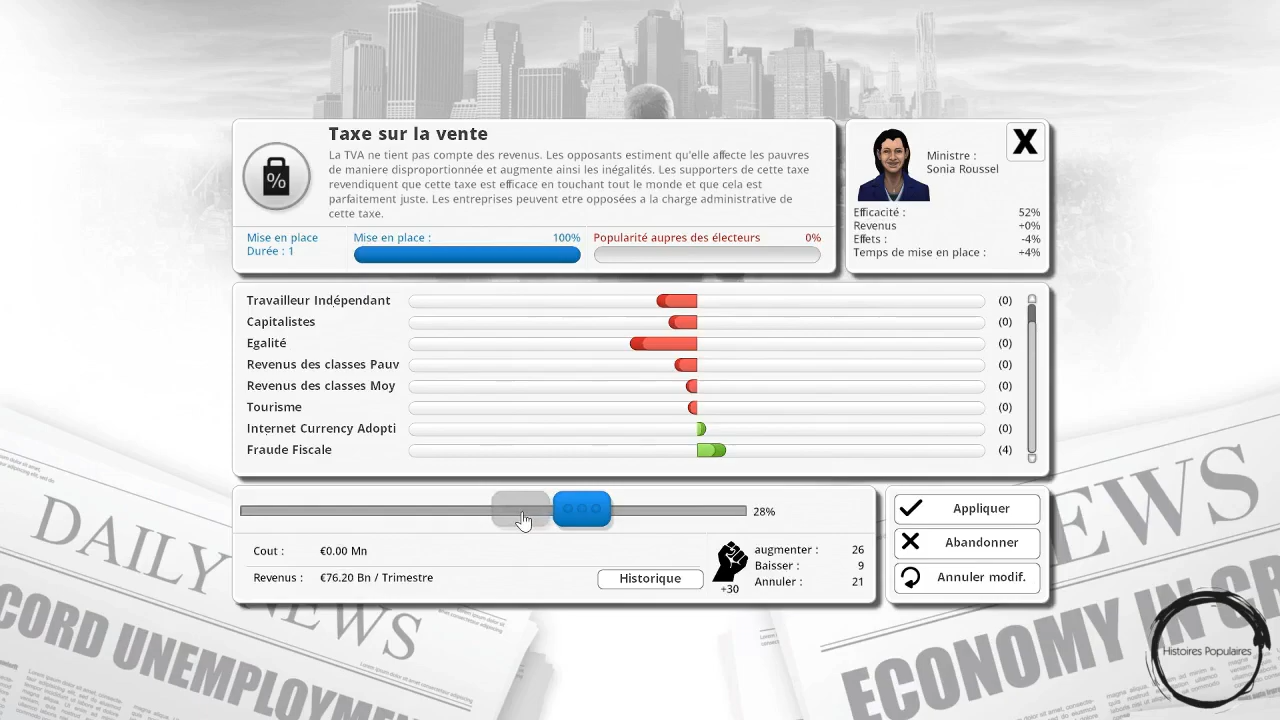 Taxe sur la vente
La TVA ne tient pas compte des revenus. Les opposants estiment qu'elle affecte les pauvres
de maniere disproportionnée et augmente ainsi les inégalités. Les supporters de cette taxe
revendiquent que cette taxe est efficace en touchant tout le monde et que cela est
parfaitement juste. Les entreprises peuvent etre opposées a la charge administrative de
cette taxe.
Mise en place
Durée : 1
Mise en place : 100%
Popularité aupres des électeurs 0%
X
Ministre :
Sonia Roussel
Efficacité : 52%
Revenus +0%
Effets : -4%
Temps de mise en place : +4%
Travailleur Indépendant (0)
Capitalistes (0)
Egalité (0)
Revenus des classes Pauv (0)
Revenus des classes Moy (0)
Tourisme (0)
Internet Currency Adopti (0)
Fraude Fiscale (4)
28%
Cout : €0.00 Mn
Revenus : €76.20 Bn / Trimestre
Historique
+30
augmenter : 26
Baisser : 9
Annuler : 21
Appliquer
Abandonner
Annuler modif.
DAILY NEWS
CORD UNEMPLOYME
NEWS
ECONOMY IN CR
Histoires Populaires